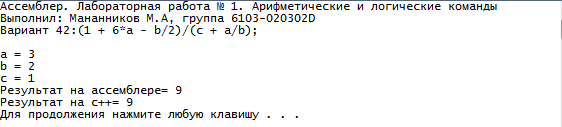 Ассемблер. Лабораторная работа № 1. Арифметические и логические команды
Выполнил: Мананников М.А, группа 6103-020302D
Вариант 42:(1 + 6*a - b/2)/(c + a/b);
a = 3
b = 2
c = 1
Результат на ассемблере= 9
Результат на с++= 9
Для продолжения нажмите любую клавишу . . .